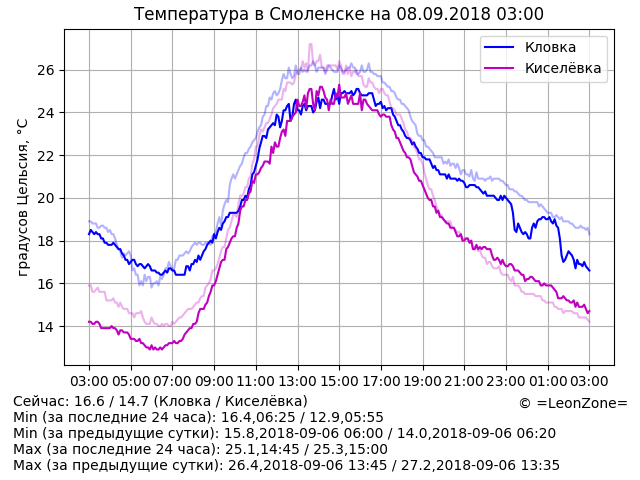 Температура в Смоленске на 08.09.2018 03:00
градусов Цельсия, °C
26
24
22
20
18
16
14
Кловка
Киселёвка
03:00 05:00 07:00 09:00 11:00 13:00 15:00 17:00 19:00 21:00 23:00 01:00 03:00
Сейчас: 16.6 / 14.7 (Кловка / Киселёвка)
© =LeonZone=
Min (за последние 24 часа): 16.4,06:25 / 12.9,05:55
Min (за предыдущие сутки): 15.8,2018-09-06 06:00 / 14.0,2018-09-06 06:20
Max (за последние 24 часа): 25.1,14:45 / 25.3,15:00
Max (за предыдущие сутки): 26.4,2018-09-06 13:45 / 27.2,2018-09-06 13:35